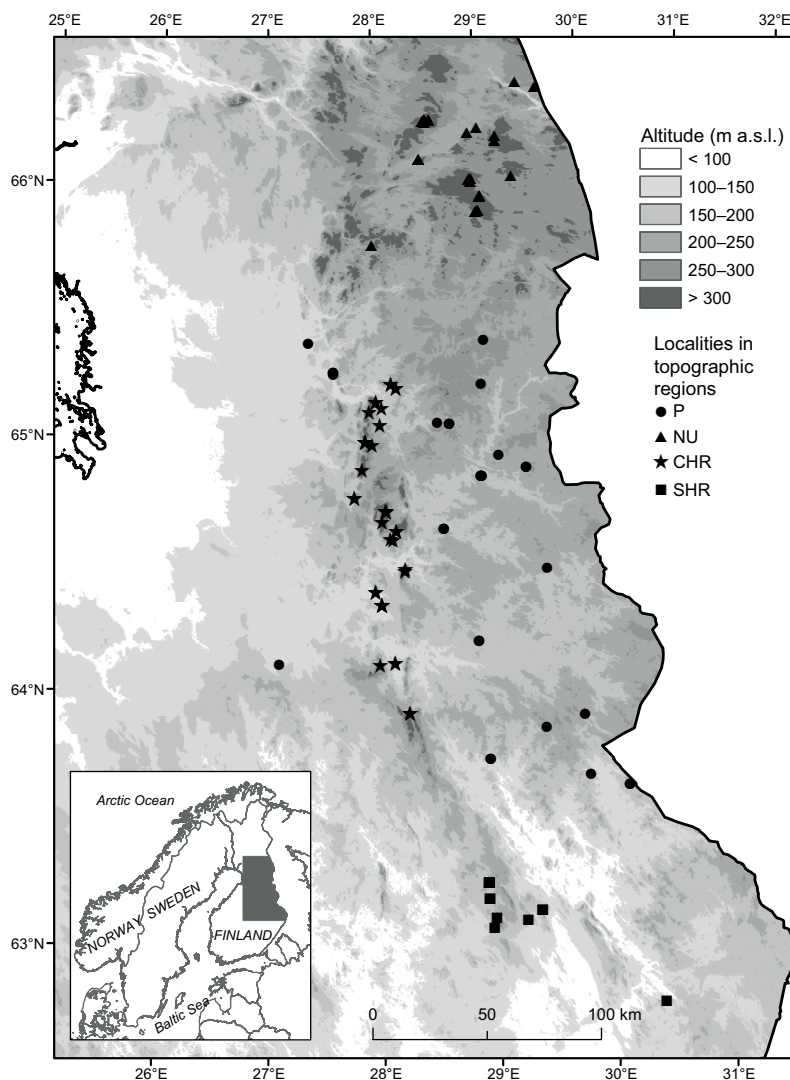 25°E 26°E 27°E 28°E 29°E 30°E 31°E 32°E
Altitude (m a.s.l.)
< 100
100–150
150–200
200–250
250–300
> 300
Localities in
topographic
regions
P
NU
CHR
SHR
66°N
65°N
64°N
63°N
Arctic Ocean
NORWAY
SWEDEN
FINLAND
Baltic Sea
0 50 100 km
26°E 27°E 28°E 29°E 30°E 31°E